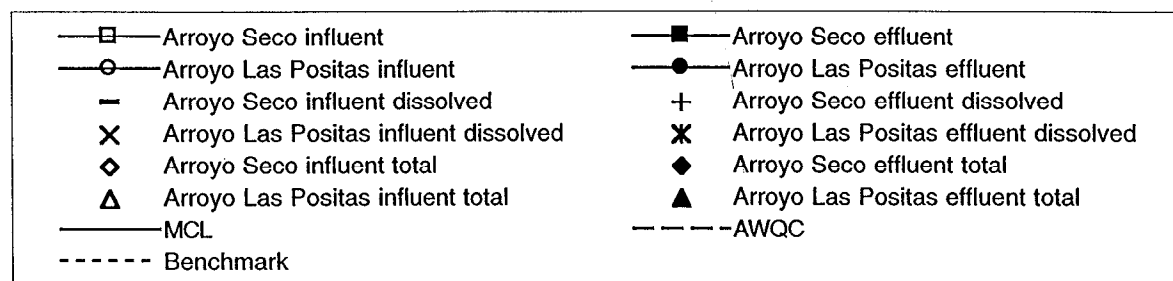 Arroyo Seco influent
Arroyo Las Positas influent
Arroyo Seco influent dissolved
Arroyo Las Positas influent dissolved
Arroyo Seco influent total
Arroyo Las Positas influent total
MCL
Benchmark
Arroyo Seco effluent
Arroyo Las Positas effluent
Arroyo Seco effluent dissolved
Arroyo Las Positas effluent dissolved
Arroyo Seco effluent total
Arroyo Las Positas effluent total
AWQC